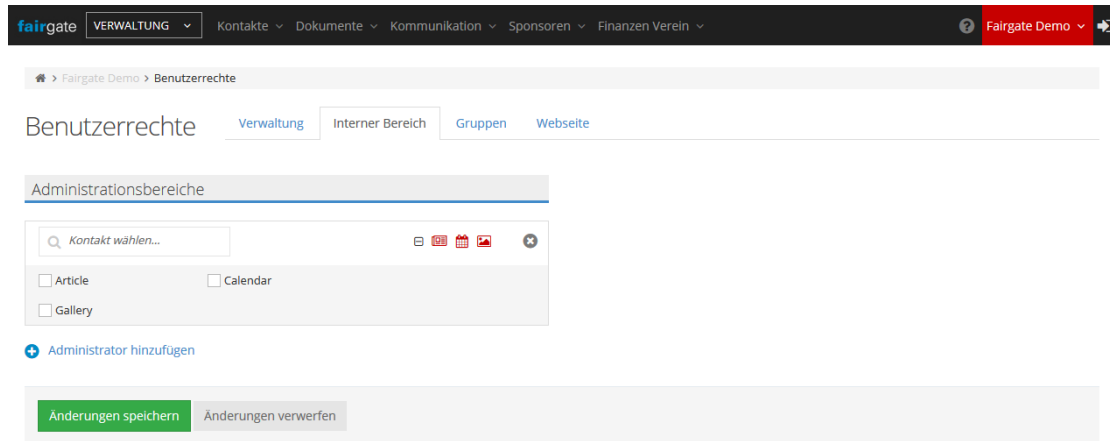 fairgate VERWALTUNG Kontakte Dokumente Kommunikation Sponsoren Finanzen Verein Fairgate Demo
> Fairgate Demo > Benutzerrechte
Benutzerrechte Verwaltung Interner Bereich Gruppen Webseite
Administrationsbereiche
Kontakt wählen...
Article Calendar
Gallery
Administrator hinzufügen
Änderungen speichern Änderungen verwerfen